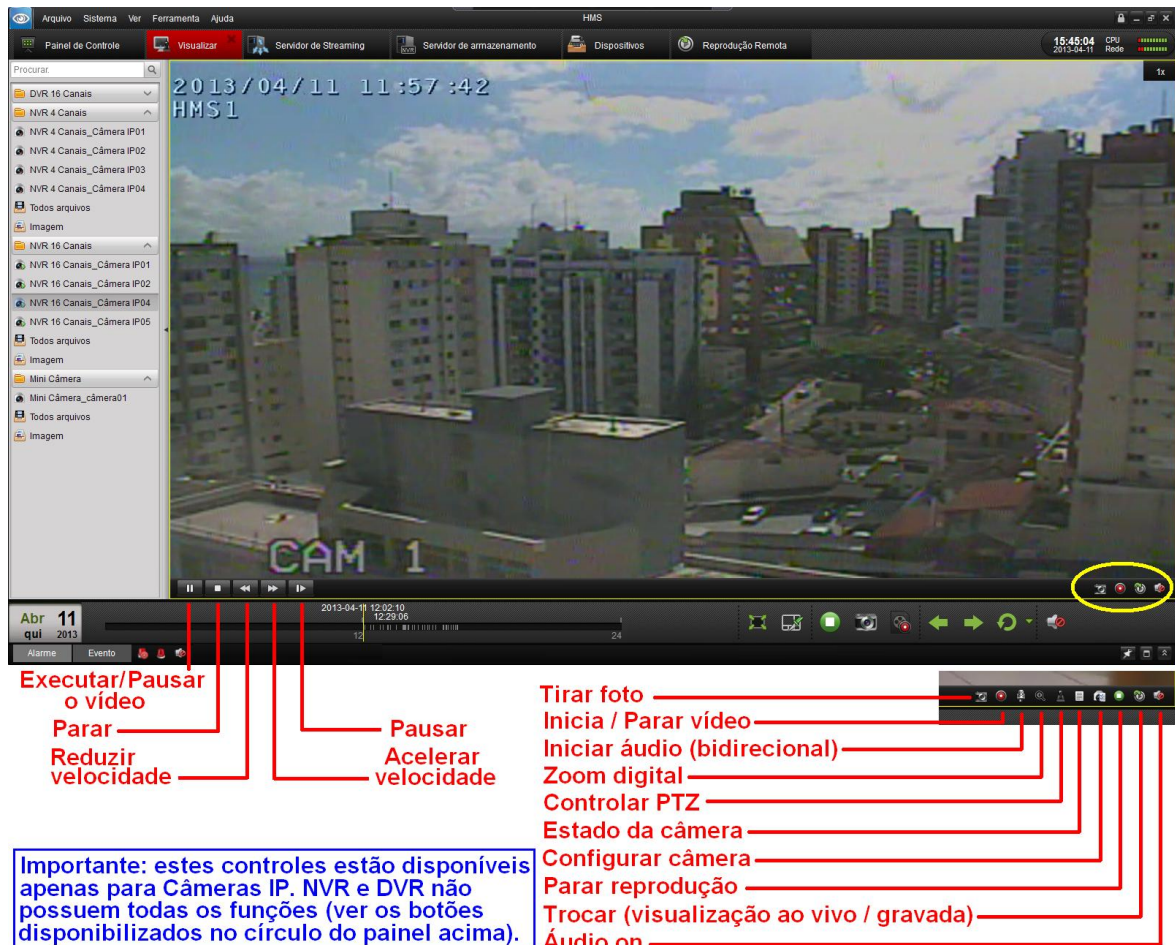 Arquivo Sistema Ver Ferramenta Ajuda
HMS
Painel de Controle
Visualizar
Servidor de Streaming
Servidor de armazenamento
Dispositivos
Reprodução Remota
15:45:04
2013-04-11
CPU
Rede
Procurar.
DVR 16 Canais
NVR 4 Canais
NVR 4 Canais_Câmera IP01
NVR 4 Canais_Câmera IP02
NVR 4 Canais_Câmera IP03
NVR 4 Canais_Câmera IP04
Todos arquivos
Imagem
NVR 16 Canais
NVR 16 Canais_Câmera IP01
NVR 16 Canais_Câmera IP02
NVR 16 Canais_Câmera IP04
NVR 16 Canais_Câmera IP05
Todos arquivos
Imagem
Mini Câmera
Mini Câmera_câmera01
Todos arquivos
Imagem
2013/04/11 11:57:42
HMS1
1x
CAM 1
Abr 11
qui 2013
2013-04-11 12:02:10
12:29:06
12
24
Alarme Evento
Executar/Pausar
o vídeo
Parar
Reduzir
velocidade
Pausar
Acelerar
velocidade
Tirar foto
Inicia / Parar vídeo
Iniciar áudio (bidirecional)
Zoom digital
Controlar PTZ
Estado da câmera
Configurar câmera
Parar reprodução
Trocar (visualização ao vivo / gravada)
Áudio on
Importante: estes controles estão disponíveis
apenas para Câmeras IP. NVR e DVR não
possuem todas os funções (ver os botões
disponibilizados no círculo do painel acima).